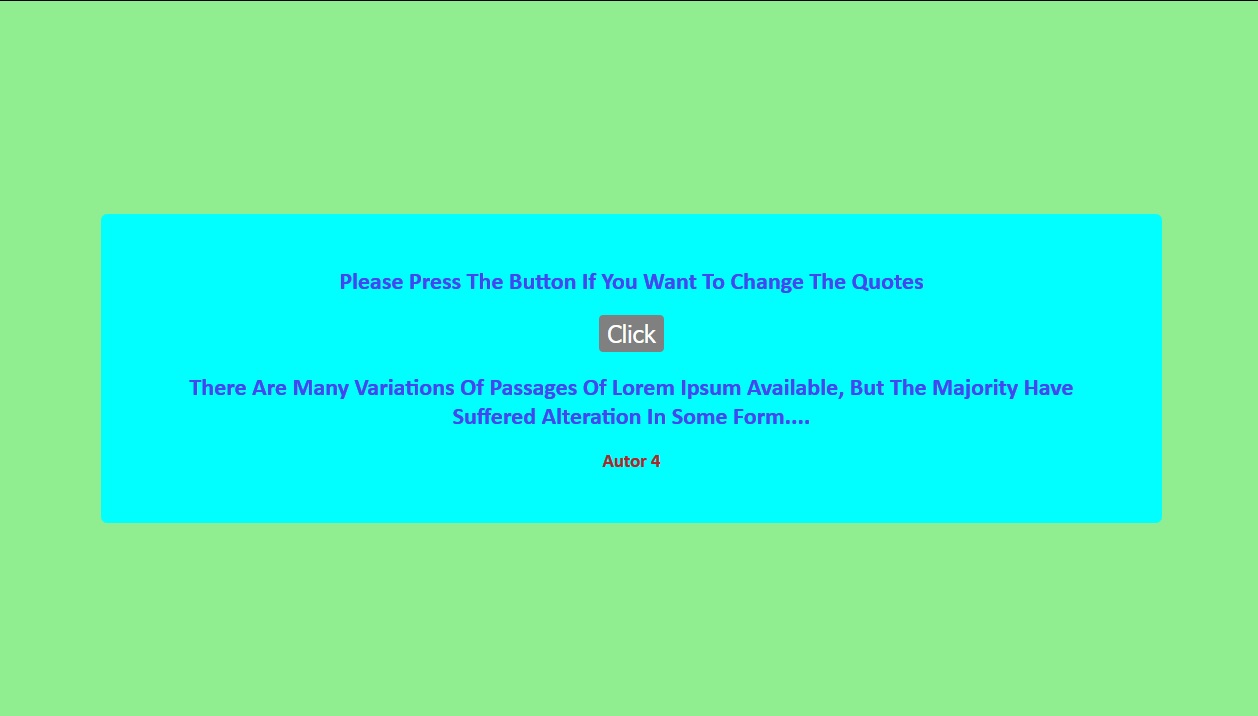 Please Press The Button If You Want To Change The Quotes
Click
There Are Many Variations Of Passages Of Lorem Ipsum Available, But The Majority Have
Suffered Alteration In Some Form....
Autor 4